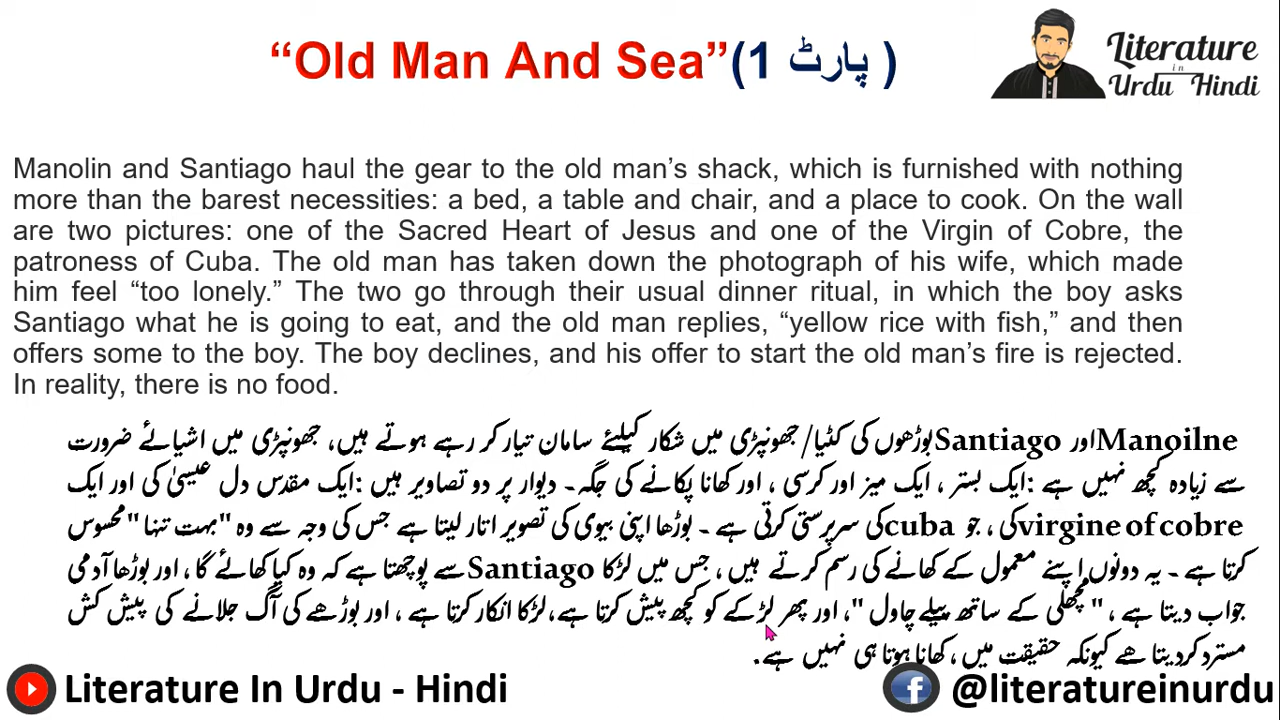 “Old Man And Sea”(پارٹ 1 )
Literature
in
Urdu Hindi
Manolin and Santiago haul the gear to the old man’s shack, which is furnished with nothing
more than the barest necessities: a bed, a table and chair, and a place to cook. On the wall
are two pictures: one of the Sacred Heart of Jesus and one of the Virgin of Cobre, the
patroness of Cuba. The old man has taken down the photograph of his wife, which made
him feel “too lonely.” The two go through their usual dinner ritual, in which the boy asks
Santiago what he is going to eat, and the old man replies, “yellow rice with fish,” and then
offers some to the boy. The boy declines, and his offer to start the old man’s fire is rejected.
In reality, there is no food.
Manoilne اور Santiago بوڑھوں کی کٹیا/جھونپڑی میں شکار کیلیئے سامان تیار کر رہے ہوتے ہیں، جھونپڑی میں اشیائے ضرورت
سے زیادہ کچھ نہیں ہے :ایک بستر ، ایک میز اور کرسی ، اور کھانا پکانے کی جگہ۔ دیوار پر دو تصاویر ہیں :ایک مقدس دل عیسیٰ کی اور ایک
virgine of cobre کی ، جو cuba کی سرپرستی کرتی ہے ۔ بوڑھا اپنی بیوی کی تصویر اتار لیتا ہے جس کی وجہ سے وہ "بہت تنہا "محسوس
کرتا ہے ۔ یہ دونوں اپنے معمول کے کھانے کی رسم کرتے ہیں ، جس میں لڑکا Santiago سے پوچھتا ہے کہ وہ کیا کھائے گا ، اور بوڑھا آدمی
جواب دیتا ہے ، "مچھلی کے ساتھ پیلے چاول "، اور پھر لڑکے کو کچھ پیش کرتا ہے،لڑکا انکار کرتا ہے ، اور بوڑھے کی آگ جلانے کی پیش کش
مسترد کردیتا ھے کیونکہ حقیقت میں ، کھانا ہوتا ہی نہیں ہے.
Literature In Urdu - Hindi
@literatureinurdu